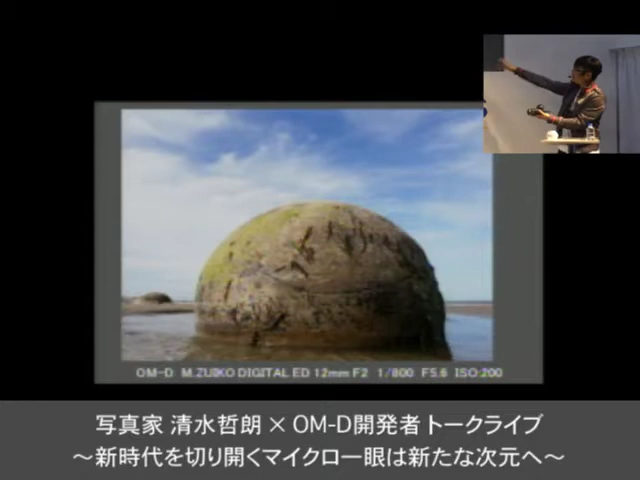 OM-D M.ZUIKO DIGITAL ED 12mm F2 1/800 F5.6 ISO:200
写真家 清水哲朗 × OM-D開発者 トークライブ
～新時代を切り開くマイクロ一眼は新たな次元へ～